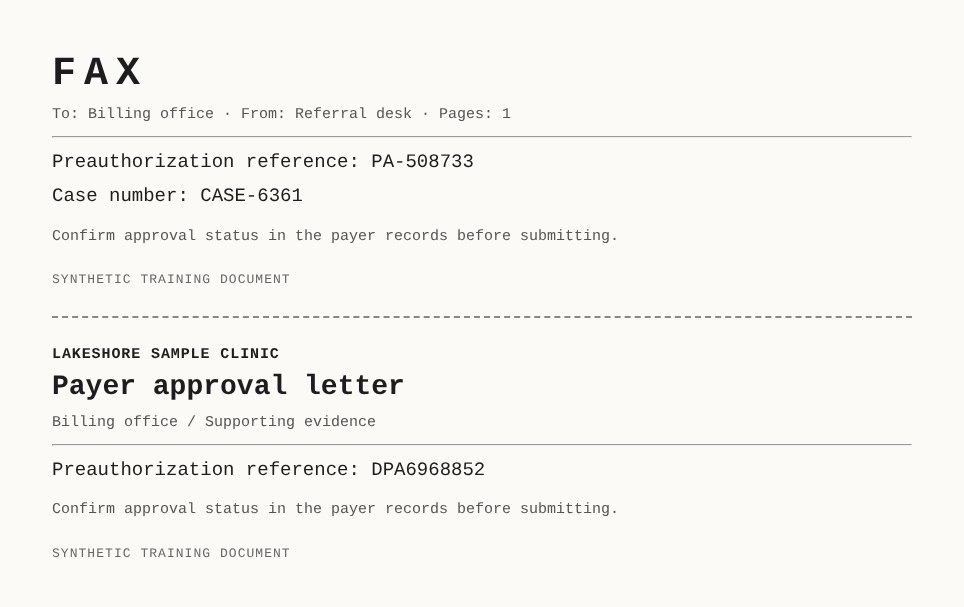 FAX
To: Billing office · From: Referral desk · Pages: 1
Preauthorization reference: PA-508733
Case number: CASE-6361
Confirm approval status in the payer records before submitting.
SYNTHETIC TRAINING DOCUMENT
LAKESHORE SAMPLE CLINIC
Payer approval letter
Billing office / Supporting evidence
Preauthorization reference: DPA6968852
Confirm approval status in the payer records before submitting.
SYNTHETIC TRAINING DOCUMENT